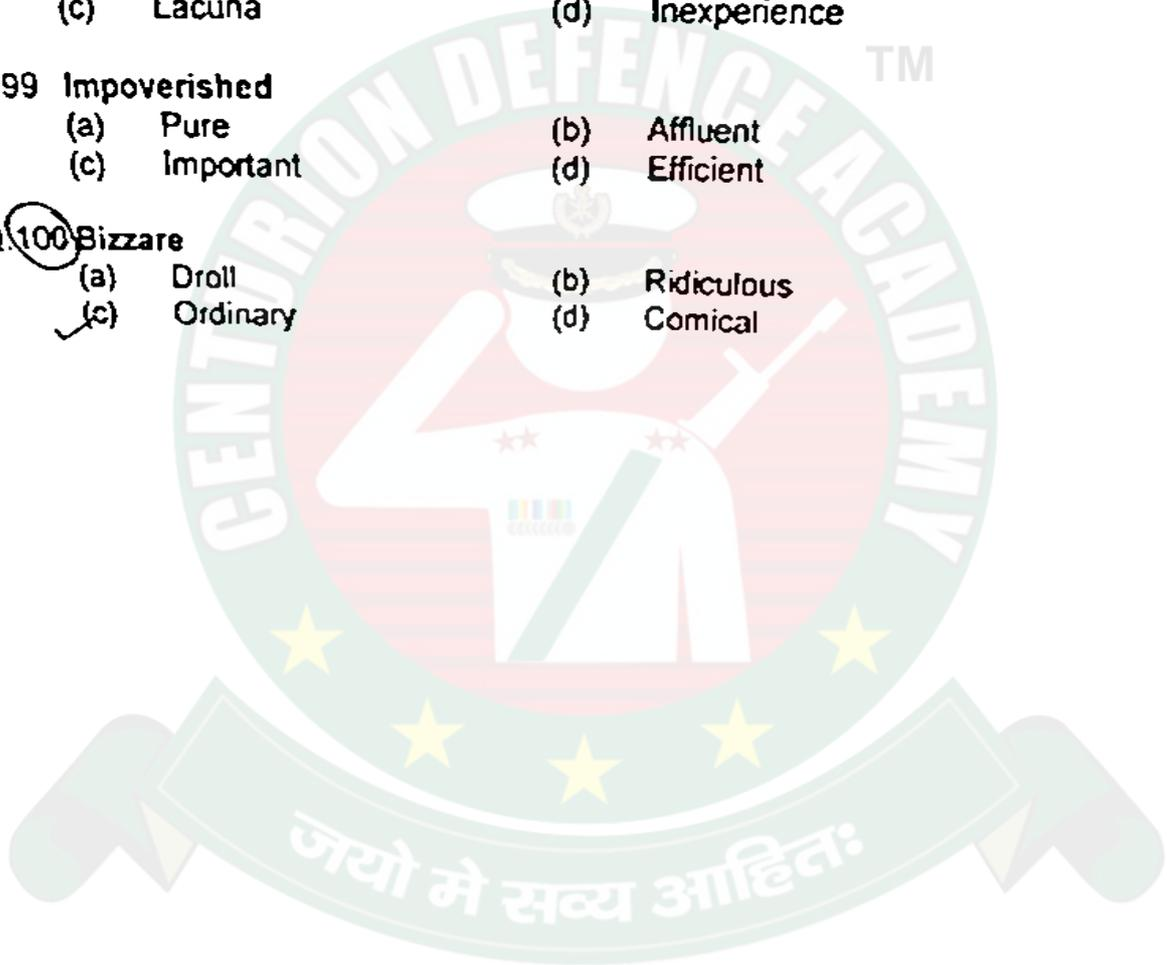 (c) Lacuna (d) Inexperience
TM
99 Impoverished
(a) Pure (b) Affluent
(c) Important (d) Efficient
100 Bizzare
(a) Droll (b) Ridiculous
(c) Ordinary (d) Comical
CENTURION DEFENCE ACADEMY
जयो मे सव्य आहितः